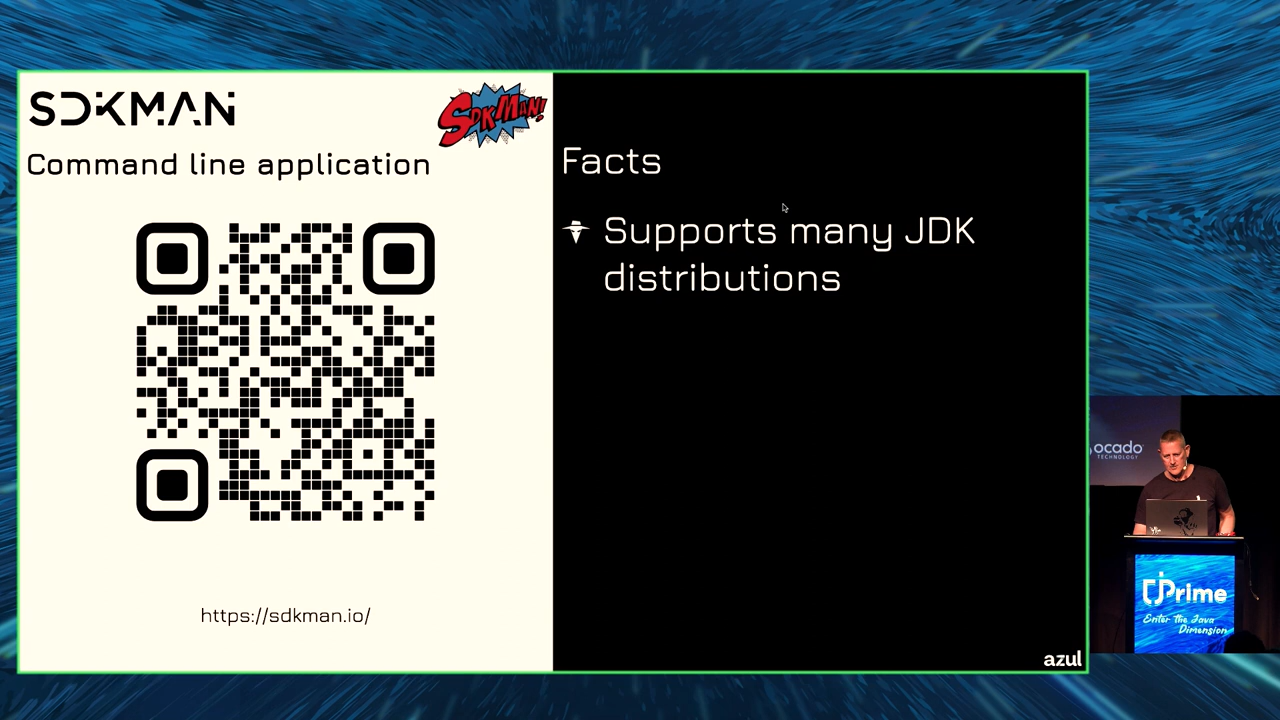 SDKMAN
SDKMAN!
Command line application
https://sdkman.io/
Facts
Supports many JDK
distributions
azul
ocado
TECHNOLOGY
jPrime
Enter the Java
Dimension